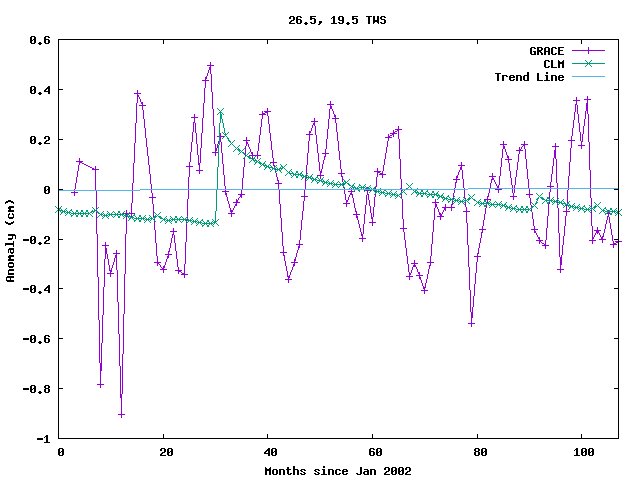 26.5, 19.5 TWS
GRACE
CLM
Trend Line
0.6
0.4
0.2
0
-0.2
-0.4
-0.6
-0.8
-1
Anomaly (cm)
0 20 40 60 80 100
Months since Jan 2002